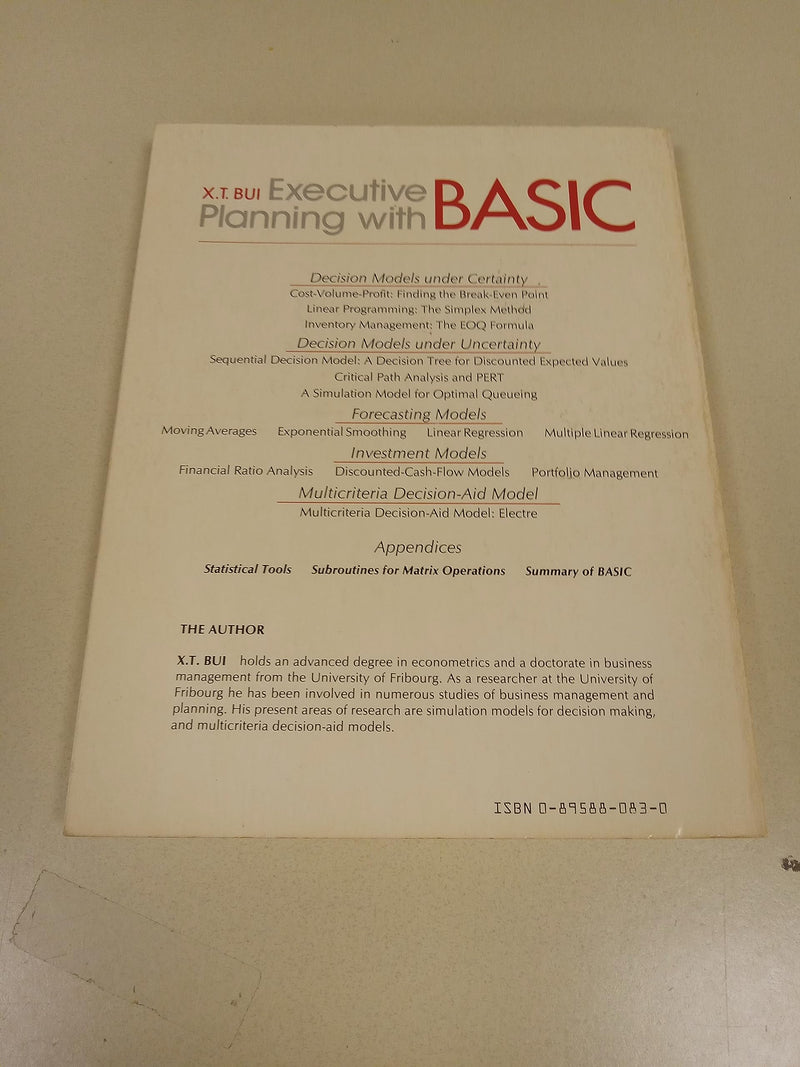 X.T. BUI Executive
Planning with BASIC
Decision Models under Certainty
Cost-Volume-Profit: Finding the Break-Even Point
Linear Programming: The Simplex Method
Inventory Management: The EOQ Formula
Decision Models under Uncertainty
Sequential Decision Model: A Decision Tree for Discounted Expected Values
Critical Path Analysis and PERT
A Simulation Model for Optimal Queueing
Forecasting Models
Moving Averages Exponential Smoothing Linear Regression Multiple Linear Regression
Investment Models
Financial Ratio Analysis Discounted-Cash-Flow Models Portfolio Management
Multicriteria Decision-Aid Model
Multicriteria Decision-Aid Model: Electre
Appendices
Statistical Tools Subroutines for Matrix Operations Summary of BASIC
THE AUTHOR
X.T. BUI holds an advanced degree in econometrics and a doctorate in business
management from the University of Fribourg. As a researcher at the University of
Fribourg he has been involved in numerous studies of business management and
planning. His present areas of research are simulation models for decision making,
and multicriteria decision-aid models.
ISBN 0-89588-083-0